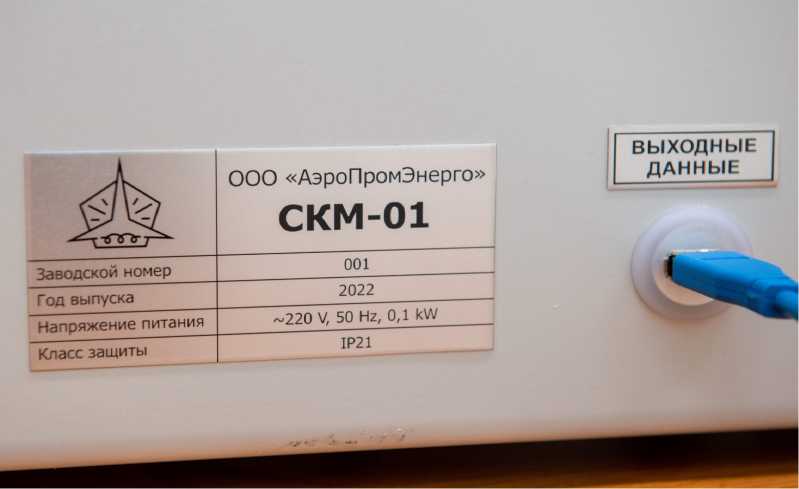 ООО «АэроПромЭнерго»
СКМ-01
Заводской номер 001
Год выпуска 2022
Напряжение питания ~220 V, 50 Hz, 0,1 kW
Класс защиты IP21
ВЫХОДНЫЕ
ДАННЫЕ